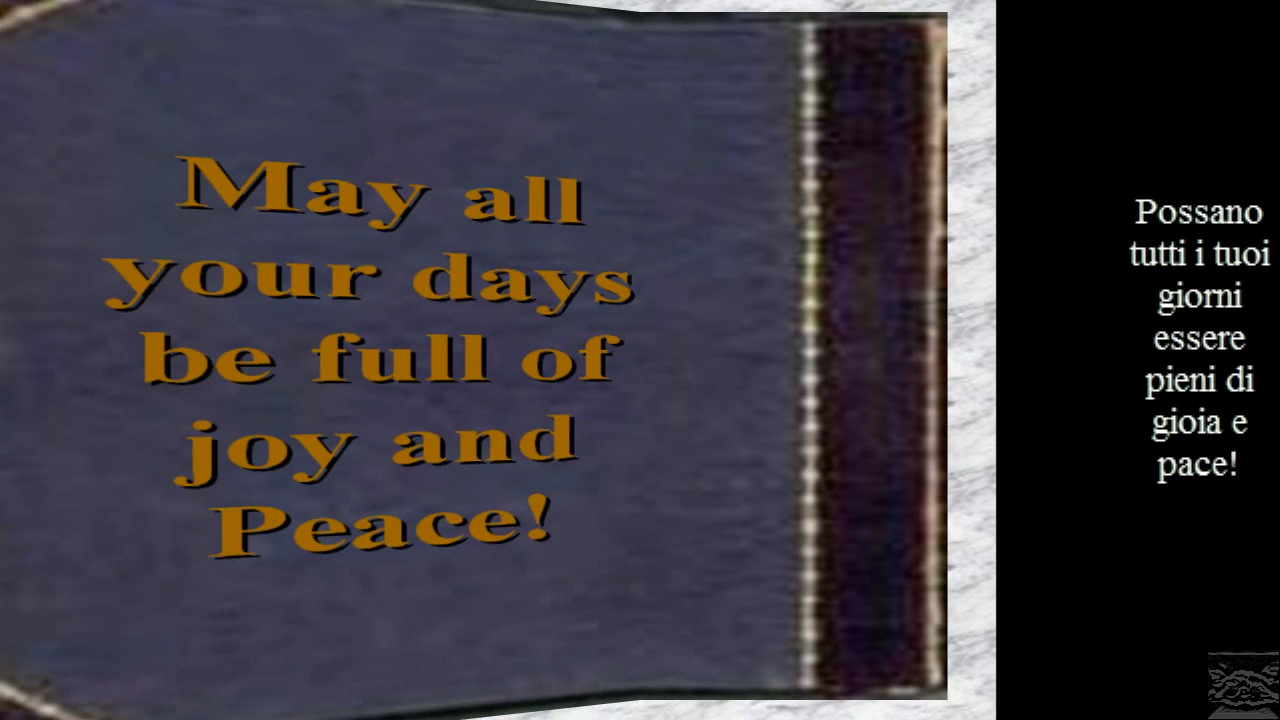 May all
your days
be full of
joy and
Peace!
Possano
tutti i tuoi
giorni
essere
pieni di
gioia e
pace!